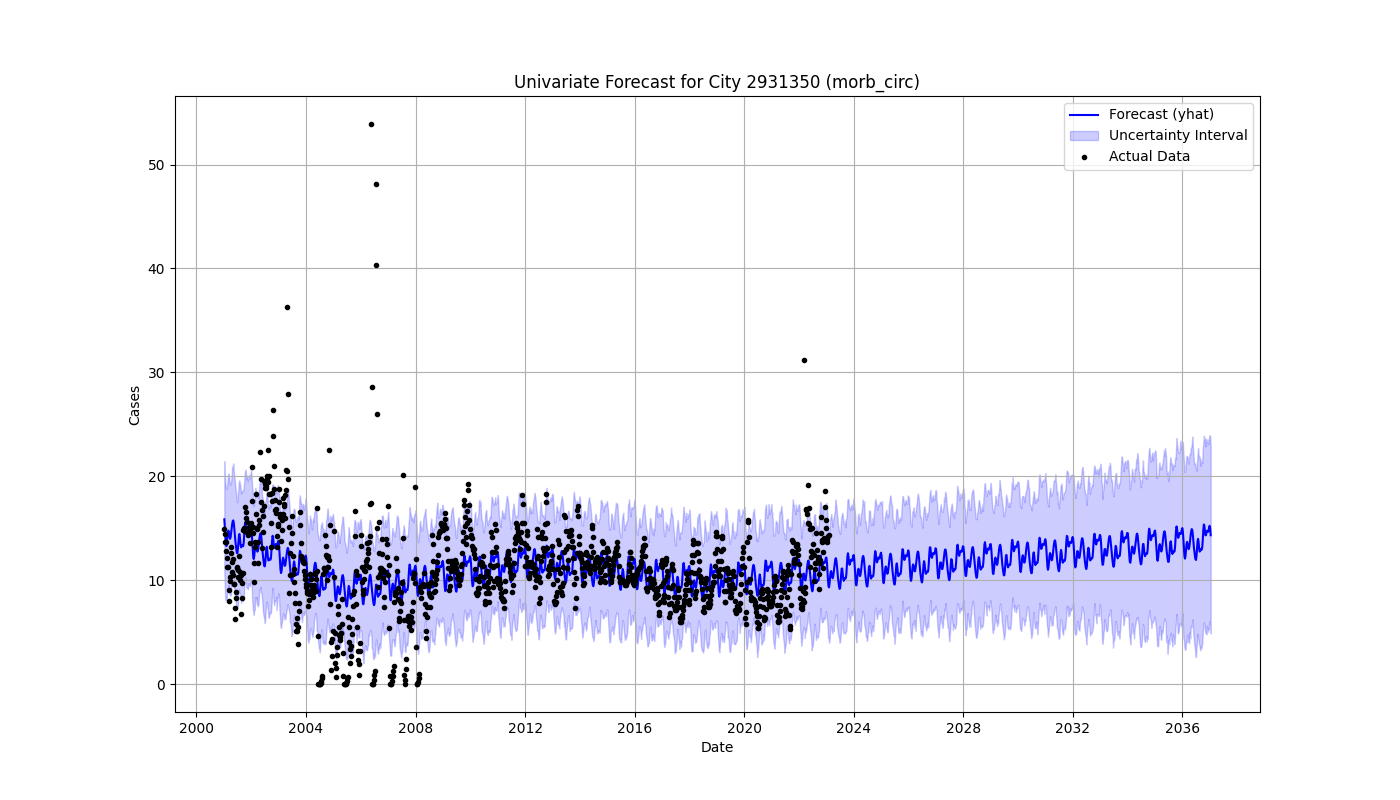 Univariate Forecast for City 2931350 (morb_circ)
Forecast (yhat)
Uncertainty Interval
Actual Data
Cases
50
40
30
20
10
0
2000 2004 2008 2012 2016 2020 2024 2028 2032 2036
Date